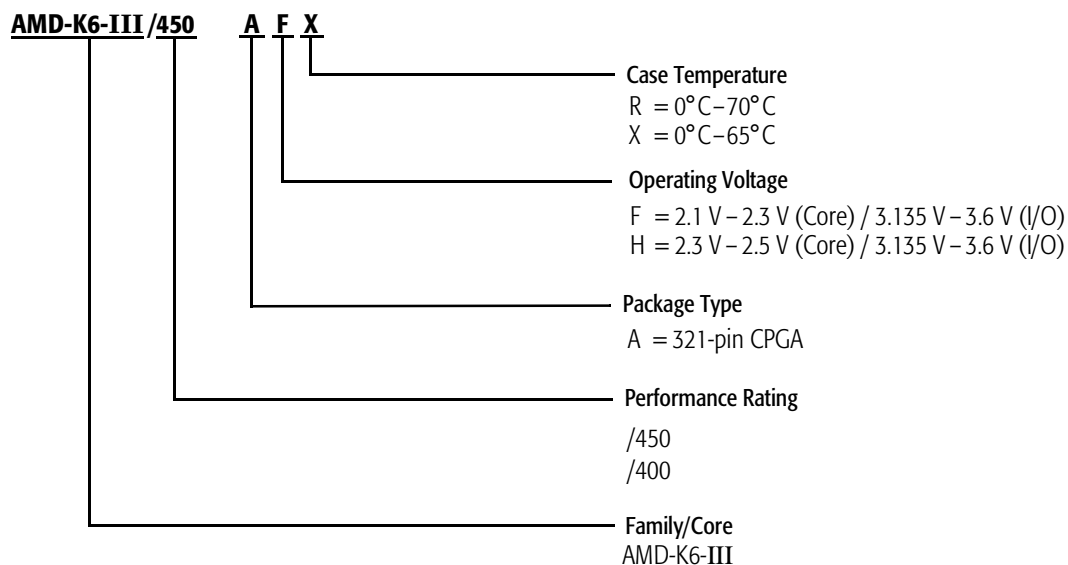 AMD-K6-III /450 A F X
Case Temperature
R = 0°C–70°C
X = 0°C–65°C
Operating Voltage
F = 2.1 V – 2.3 V (Core) / 3.135 V – 3.6 V (I/O)
H = 2.3 V – 2.5 V (Core) / 3.135 V – 3.6 V (I/O)
Package Type
A = 321-pin CPGA
Performance Rating
/450
/400
Family/Core
AMD-K6-III